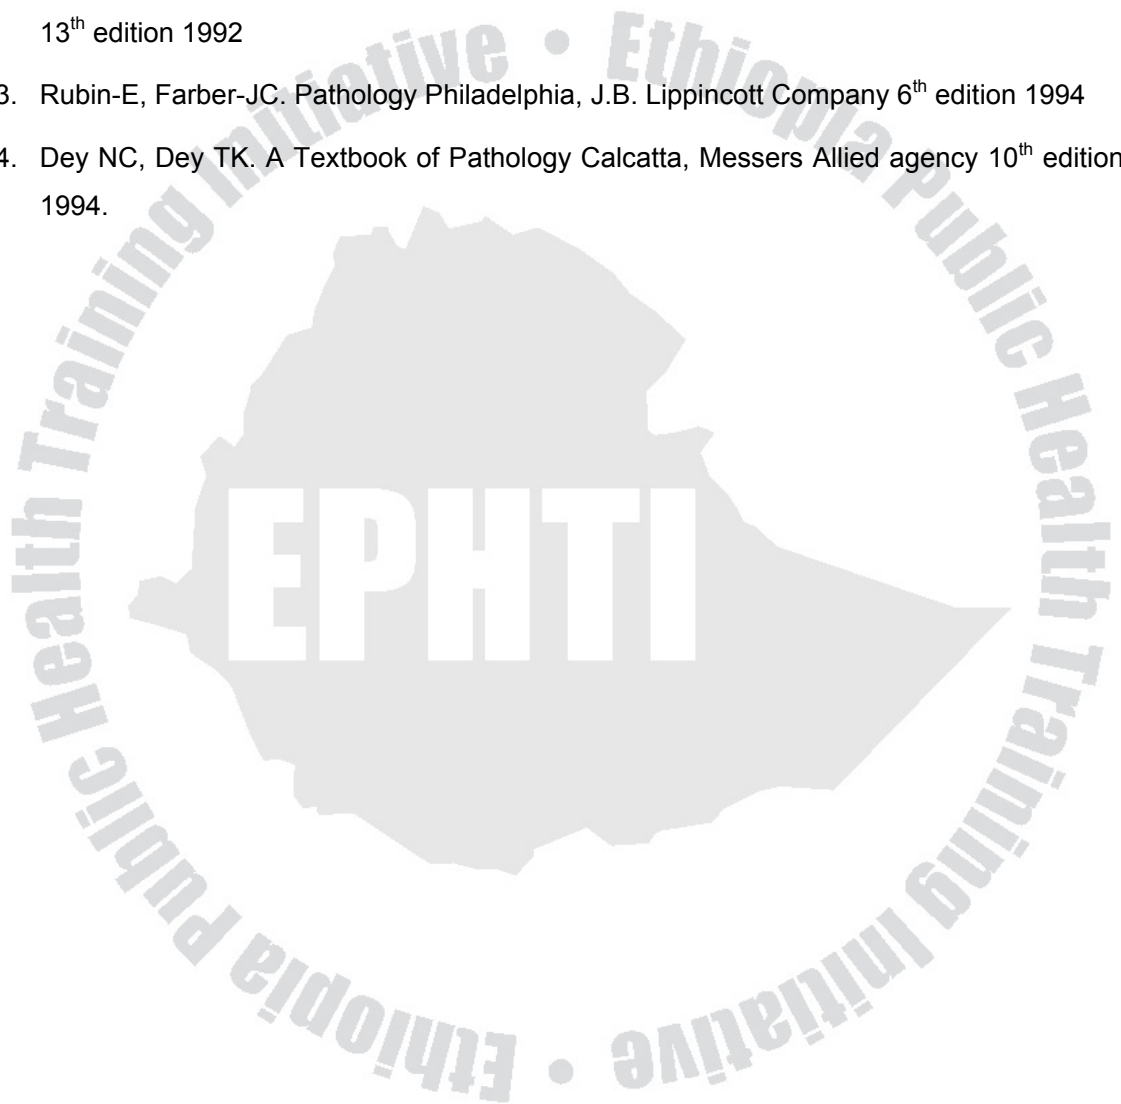 13th edition 1992
3. Rubin-E, Farber-JC. Pathology Philadelphia, J.B. Lippincott Company 6th edition 1994
4. Dey NC, Dey TK. A Textbook of Pathology Calcatta, Messers Allied agency 10th edition
1994.
Ethiopia Public Health Training Initiative • Ethiopia Public Health Training Initiative •
EPHTI